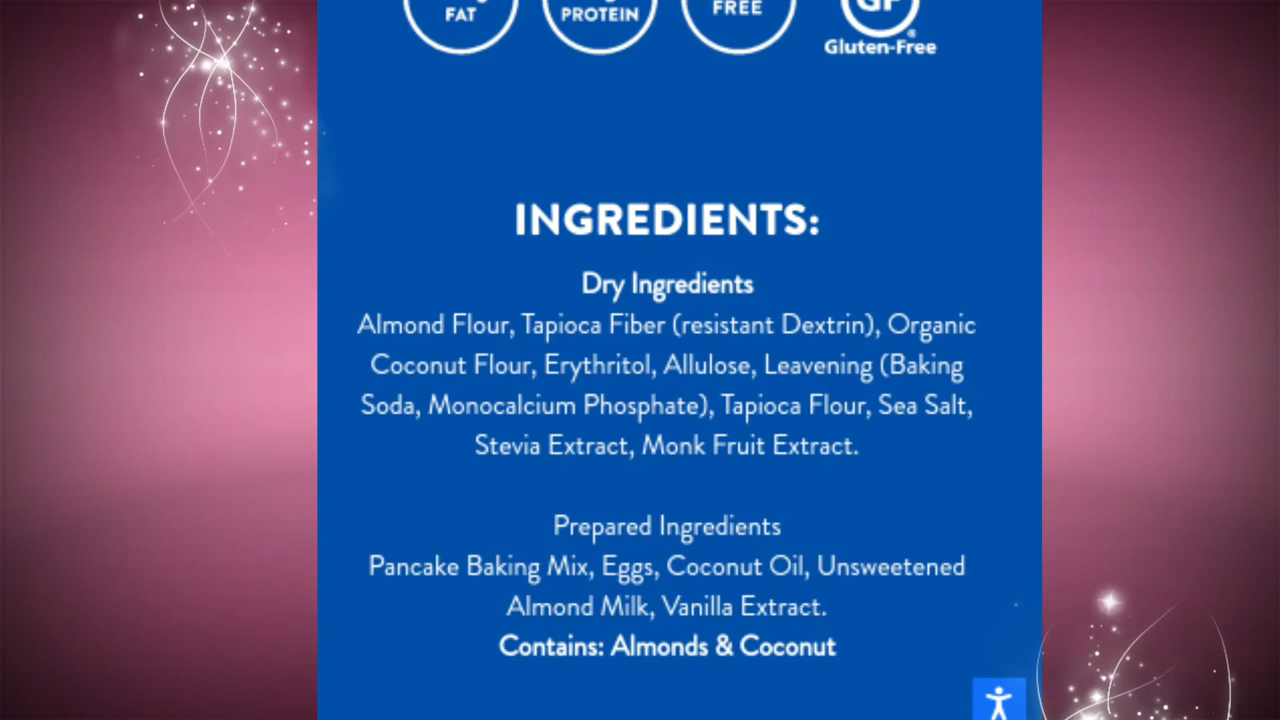 FAT
PROTEIN
FREE
GF
®
Gluten-Free
INGREDIENTS:
Dry Ingredients
Almond Flour, Tapioca Fiber (resistant Dextrin), Organic
Coconut Flour, Erythritol, Allulose, Leavening (Baking
Soda, Monocalcium Phosphate), Tapioca Flour, Sea Salt,
Stevia Extract, Monk Fruit Extract.
Prepared Ingredients
Pancake Baking Mix, Eggs, Coconut Oil, Unsweetened
Almond Milk, Vanilla Extract.
Contains: Almonds & Coconut